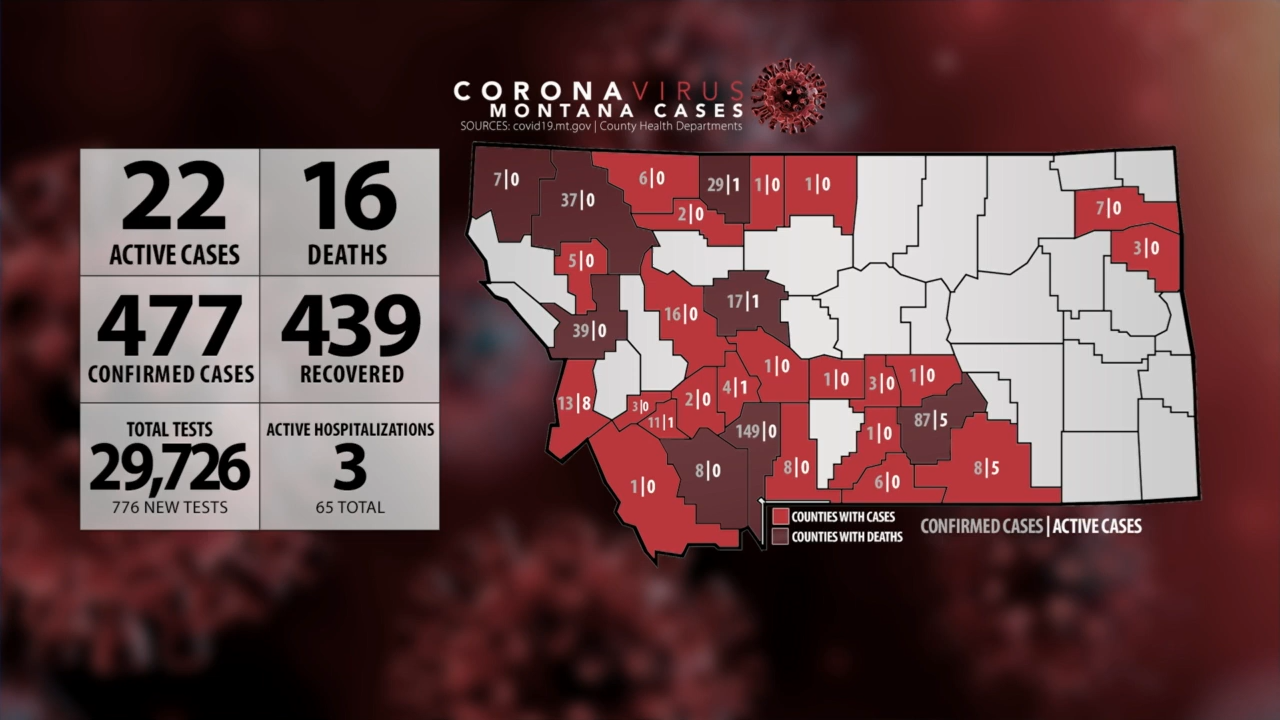 CORONAVIRUS
MONTANA CASES
SOURCES: covid19.mt.gov | County Health Departments
22
ACTIVE CASES
16
DEATHS
477
CONFIRMED CASES
439
RECOVERED
TOTAL TESTS
29,726
776 NEW TESTS
ACTIVE HOSPITALIZATIONS
3
65 TOTAL
7|0
37|0
6|0
2|0
29|1
1|0
1|0
7|0
3|0
5|0
39|0
16|0
17|1
1|0
13|8
3|0
11|1
2|0
4|1
149|0
1|0
3|0
1|0
87|5
1|0
8|0
8|0
6|0
8|5
1|0
COUNTIES WITH CASES
COUNTIES WITH DEATHS
CONFIRMED CASES | ACTIVE CASES